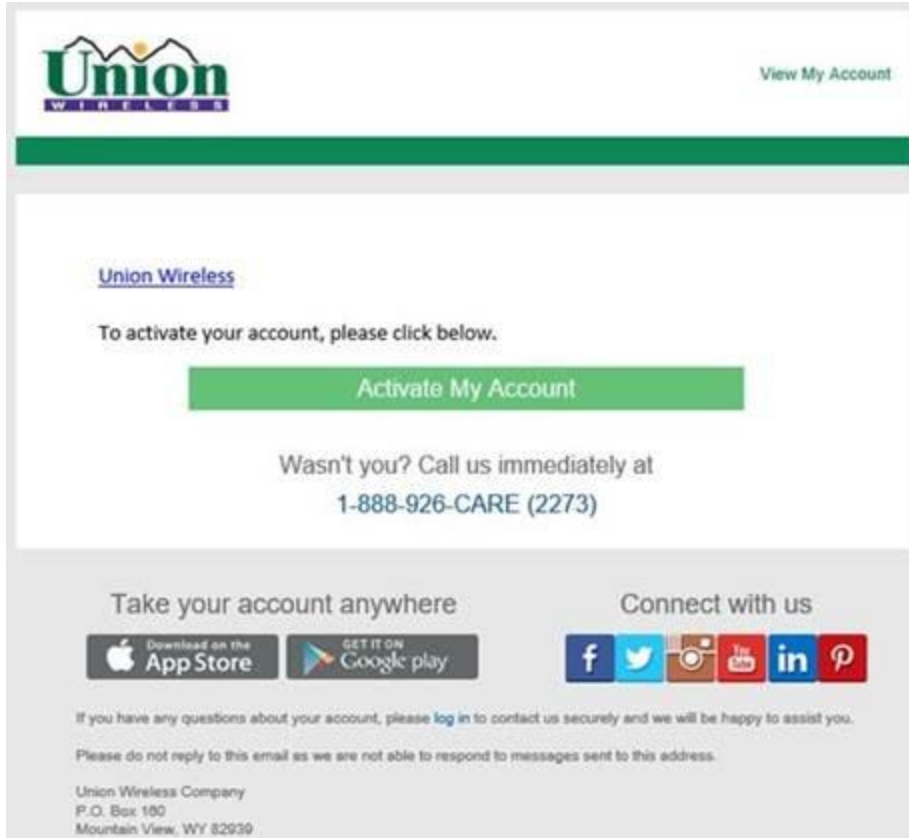 Union
WIRELESS
View My Account
Union Wireless
To activate your account, please click below.
Activate My Account
Wasn't you? Call us immediately at
1-888-926-CARE (2273)
Take your account anywhere
Connect with us
Download on the
App Store
GET IT ON
Google play
f
You
Tube
in
If you have any questions about your account, please log in to contact us securely and we will be happy to assist you.
Please do not reply to this email as we are not able to respond to messages sent to this address.
Union Wireless Company
P.O. Box 160
Mountain View, WY 82939